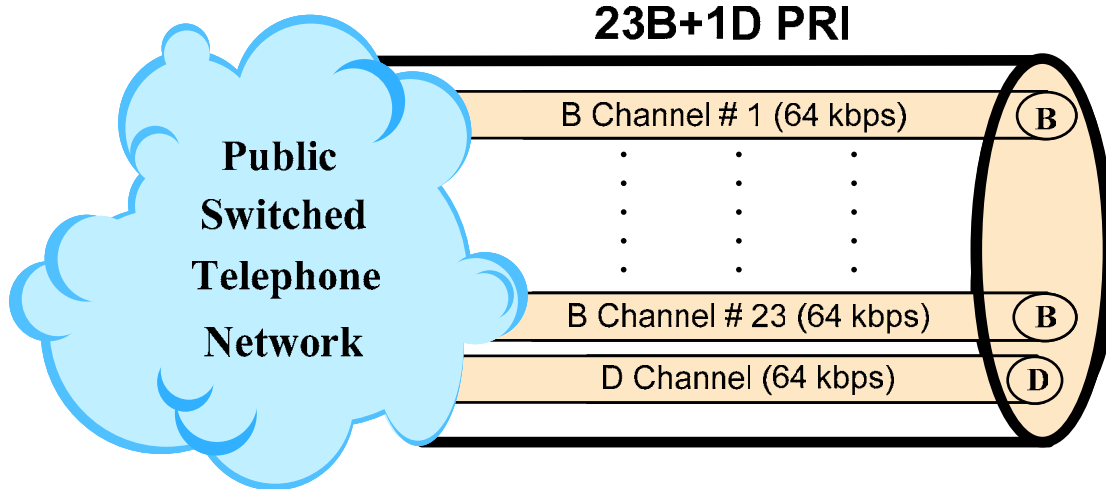 23B+1D PRI
Public
Switched
Telephone
Network
B Channel # 1 (64 kbps)
B
B Channel # 23 (64 kbps)
B
D Channel (64 kbps)
D